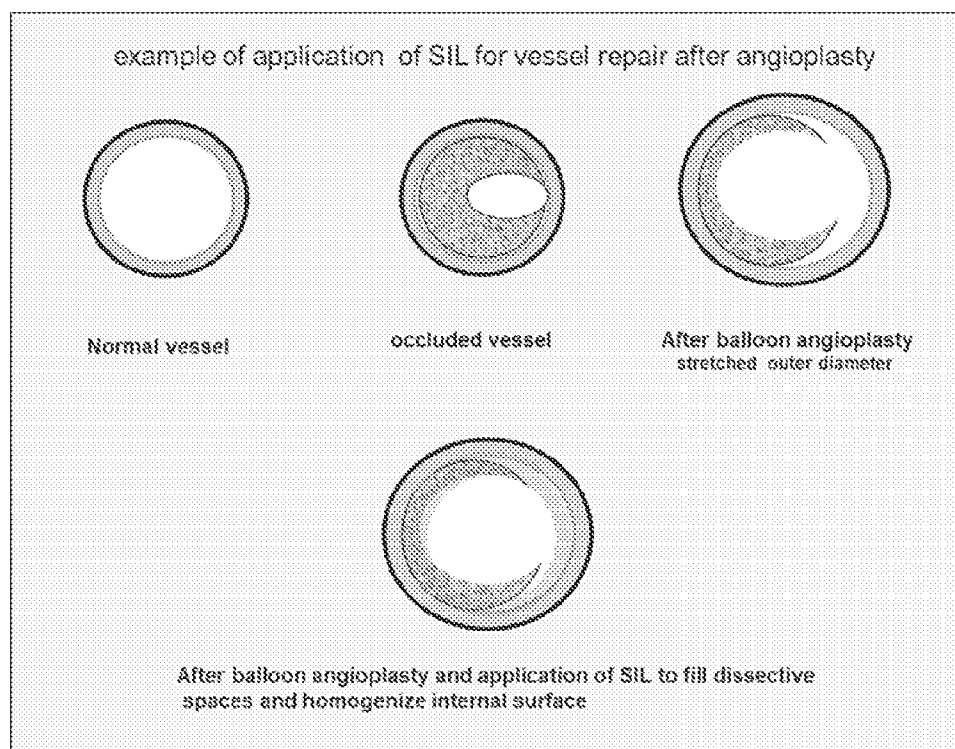 example of application of SIL for vessel repair after angioplasty
Normal vessel
occluded vessel
After balloon angioplasty
stretched outer diameter
After balloon angioplasty and application of SIL to fill dissective
spaces and homogenize internal surface